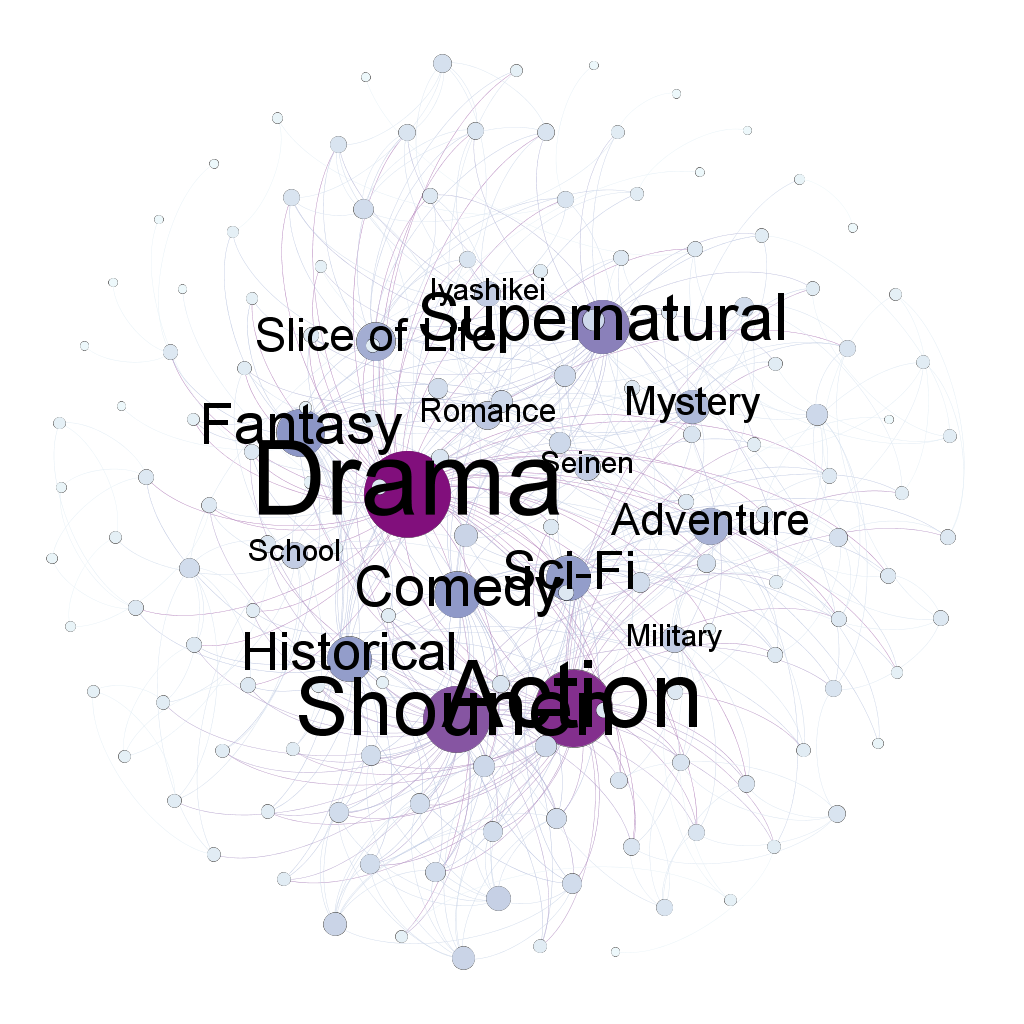 Iyashikei
Supernatural
Slice of Life
Mystery
Romance
Fantasy
Drama
Seinen
Adventure
School
Sci-Fi
Comedy
Military
Historical
Action
Shounen